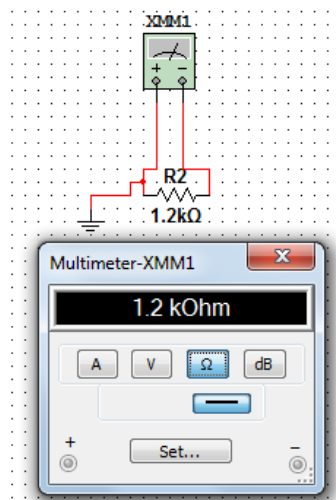 XMM1
+ −
R2
1.2kΩ
Multimeter-XMM1
1.2 kOhm
A V Ω dB
+ Set... −